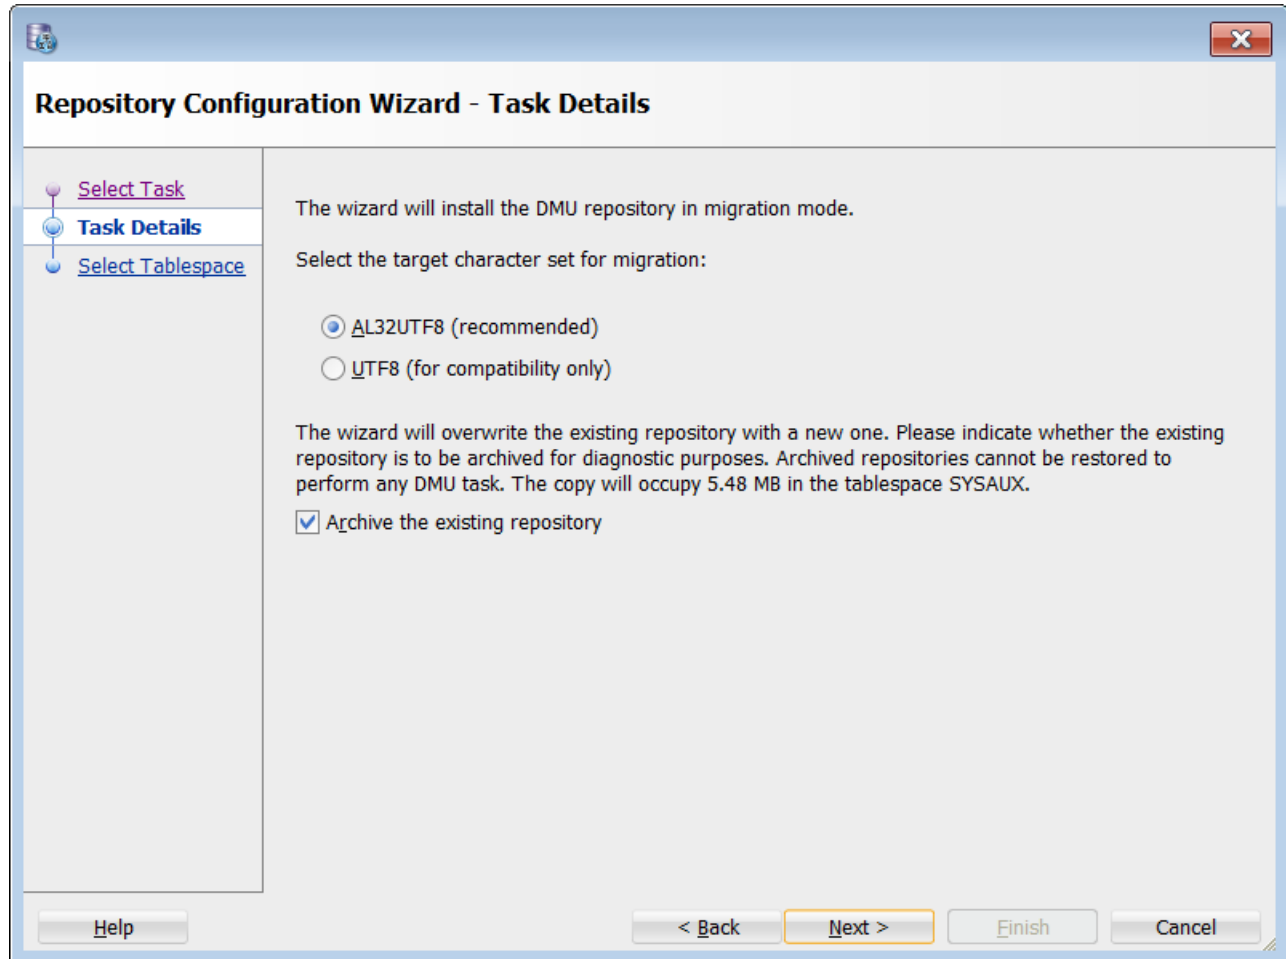 Repository Configuration Wizard - Task Details
Select Task
Task Details
Select Tablespace
The wizard will install the DMU repository in migration mode.
Select the target character set for migration:
AL32UTF8 (recommended)
UTF8 (for compatibility only)
The wizard will overwrite the existing repository with a new one. Please indicate whether the existing
repository is to be archived for diagnostic purposes. Archived repositories cannot be restored to
perform any DMU task. The copy will occupy 5.48 MB in the tablespace SYSAUX.
Archive the existing repository
Help
< Back
Next >
Finish
Cancel